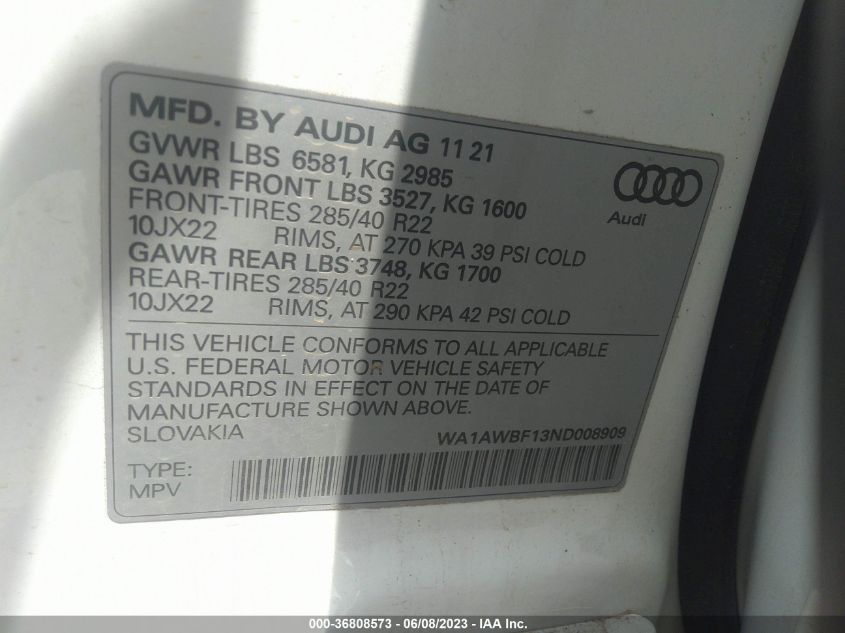 MFD. BY AUDI AG 11 21
GVWR LBS 6581, KG 2985
GAWR FRONT LBS 3527, KG 1600
FRONT-TIRES 285/40 R22
10JX22 RIMS, AT 270 KPA 39 PSI COLD
GAWR REAR LBS 3748, KG 1700
REAR-TIRES 285/40 R22
10JX22 RIMS, AT 290 KPA 42 PSI COLD
Audi
THIS VEHICLE CONFORMS TO ALL APPLICABLE
U.S. FEDERAL MOTOR VEHICLE SAFETY
STANDARDS IN EFFECT ON THE DATE OF
MANUFACTURE SHOWN ABOVE.
SLOVAKIA WA1AWBF13ND008909
TYPE:
MPV
000-36808573 - 06/08/2023 - IAA Inc.